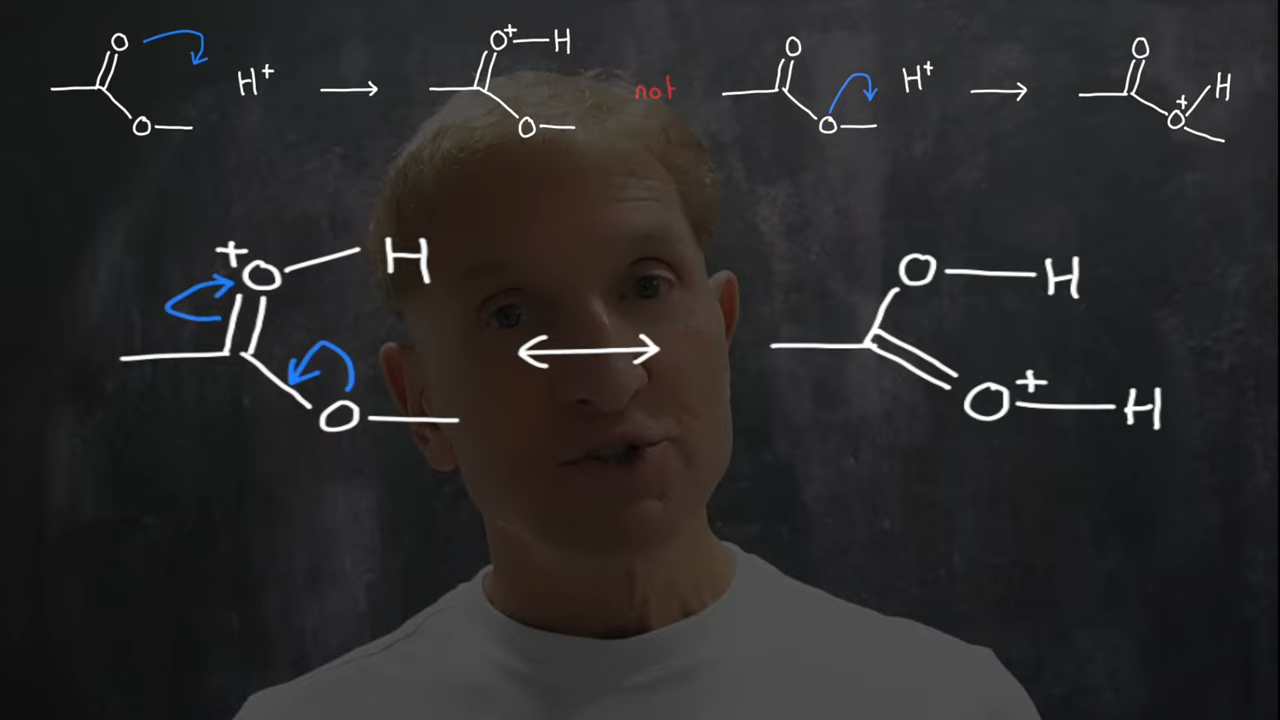 O H⁺ → O⁺—H not O H⁺ → O H
O O O O⁺
⁺O H ↔ O H
O O⁺ H